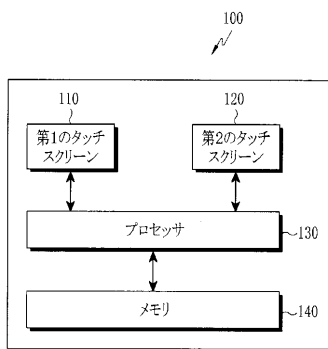 100
110
120
第1のタッチ
スクリーン
第2のタッチ
スクリーン
プロセッサ
130
メモリ
140